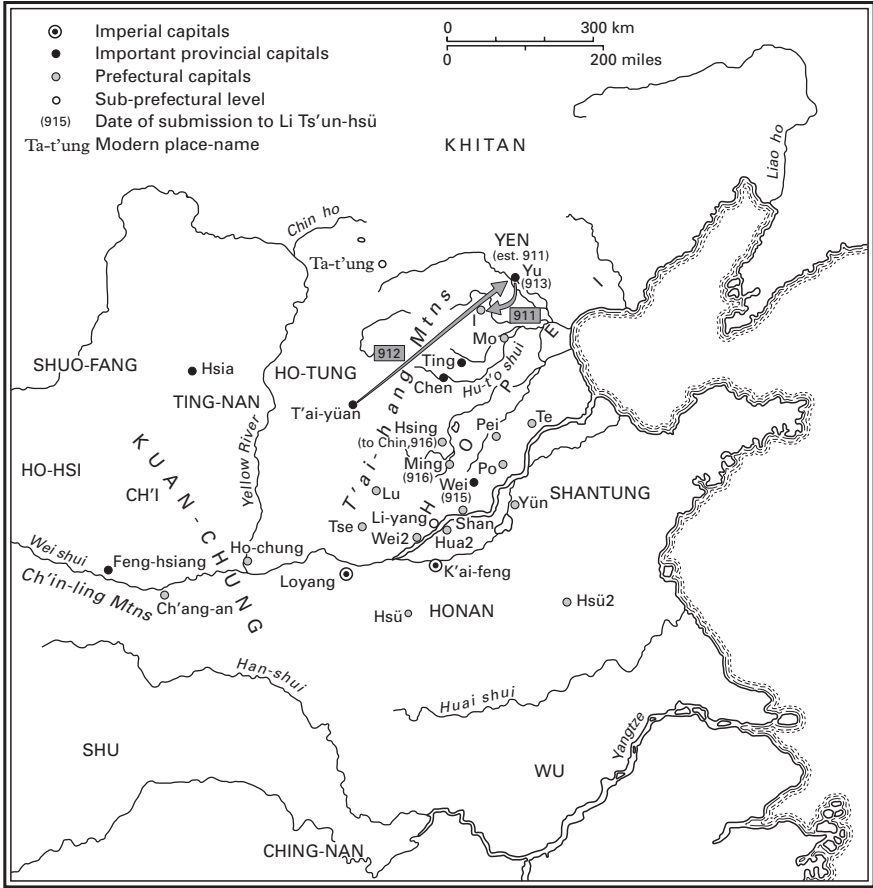 Imperial capitals
Important provincial capitals
Prefectural capitals
Sub-prefectural level
(915) Date of submission to Li Ts'un-hsü
Ta-t'ung Modern place-name
0 300 km
0 200 miles
KHITAN
Liao ho
Chin ho
Ta-t'ung
YEN
(est. 911)
Yu
(913)
I
911
Mo
912
Ting
Chen
Hu-t'o shui
T'ai-hang Mtns
HOPEI
SHUO-FANG
Hsia
HO-TUNG
TING-NAN
T'ai-yüan
Yellow River
Hsing
(to Chin, 916)
Pei
Te
Ming
(916)
Po
Wei
(915)
HO-HSI
KUAN-CHUNG
CH'I
Lu
SHANTUNG
Yün
Li-yang
Shan
Tse
Wei2
Hua2
Wei shui
Feng-hsiang
Ho-chung
Loyang
K'ai-feng
Ch'in-ling Mtns
Ch'ang-an
Hsü
HONAN
Hsü2
Han-shui
Huai shui
SHU
WU
Yangtze
CHING-NAN